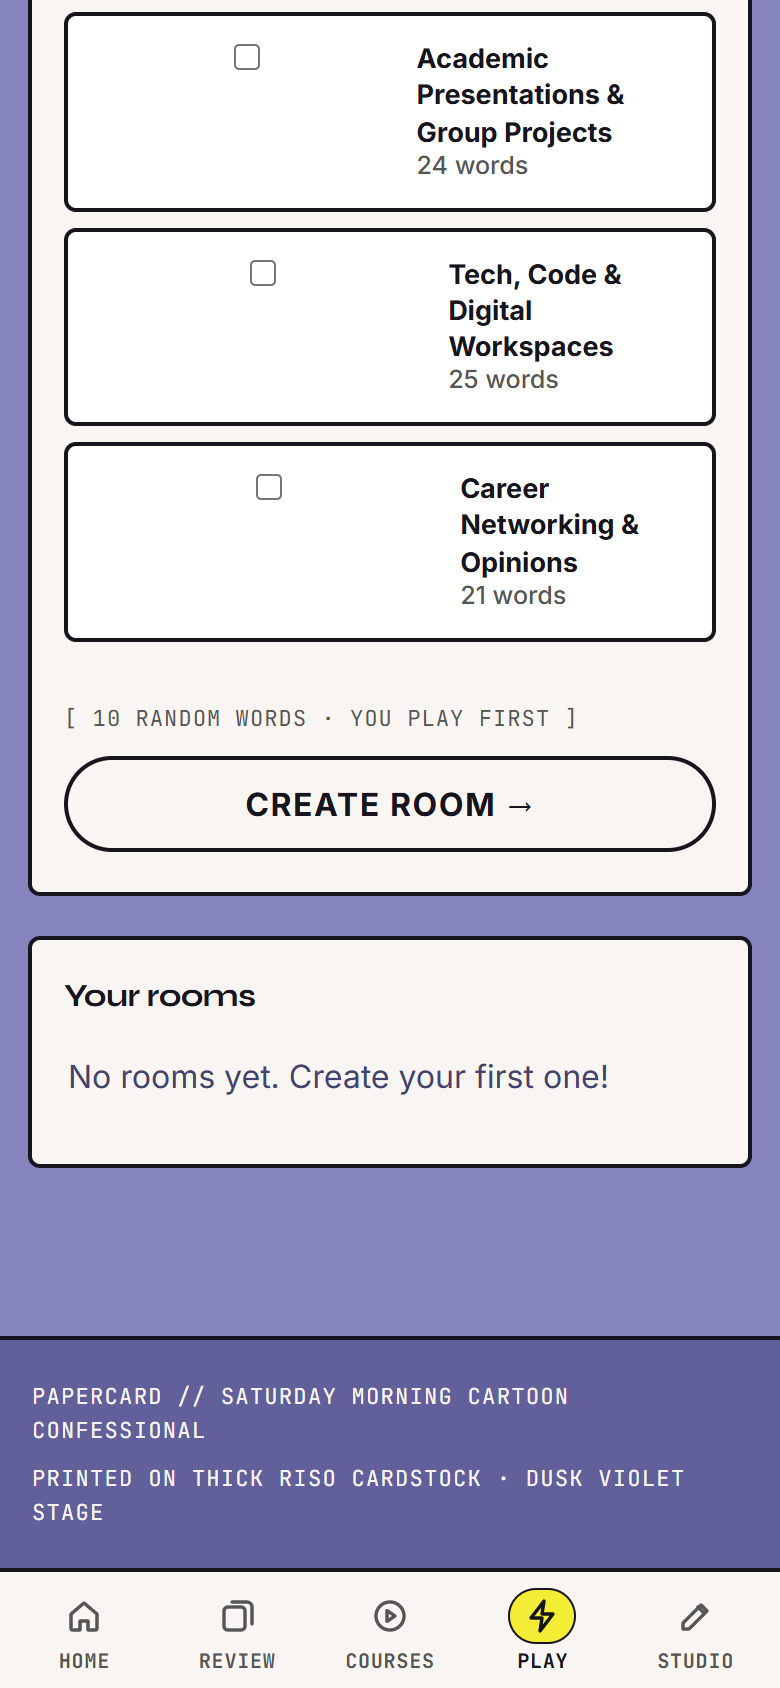 Academic
Presentations &
Group Projects
24 words
Tech, Code &
Digital
Workspaces
25 words
Career
Networking &
Opinions
21 words
[ 10 RANDOM WORDS · YOU PLAY FIRST ]
CREATE ROOM →
Your rooms
No rooms yet. Create your first one!
PAPERCARD // SATURDAY MORNING CARTOON
CONFESSIONAL
PRINTED ON THICK RISO CARDSTOCK · DUSK VIOLET
STAGE
HOME REVIEW COURSES PLAY STUDIO